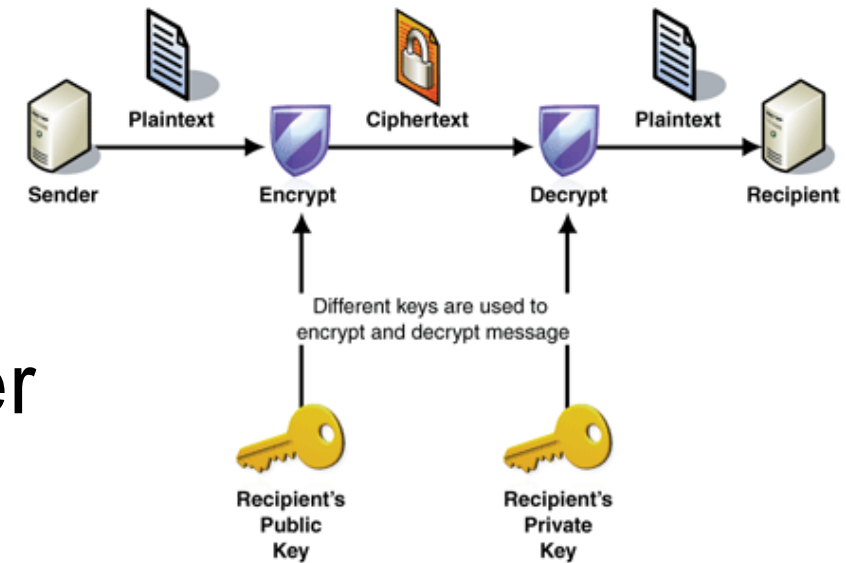 Plaintext
Ciphertext
Plaintext
Sender
Encrypt
Decrypt
Recipient
Different keys are used to
encrypt and decrypt message
er
Recipient's
Public
Key
Recipient's
Private
Key